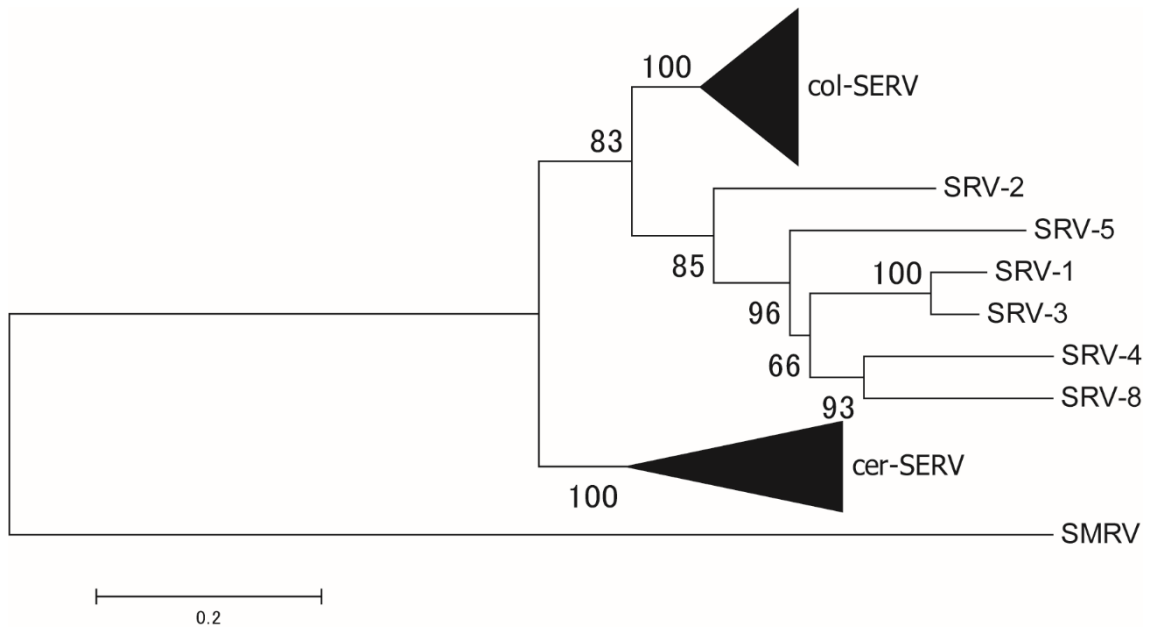 100
col-SERV
83
SRV-2
SRV-5
85
100
SRV-1
96
SRV-3
66
SRV-4
93
SRV-8
cer-SERV
100
SMRV
0.2